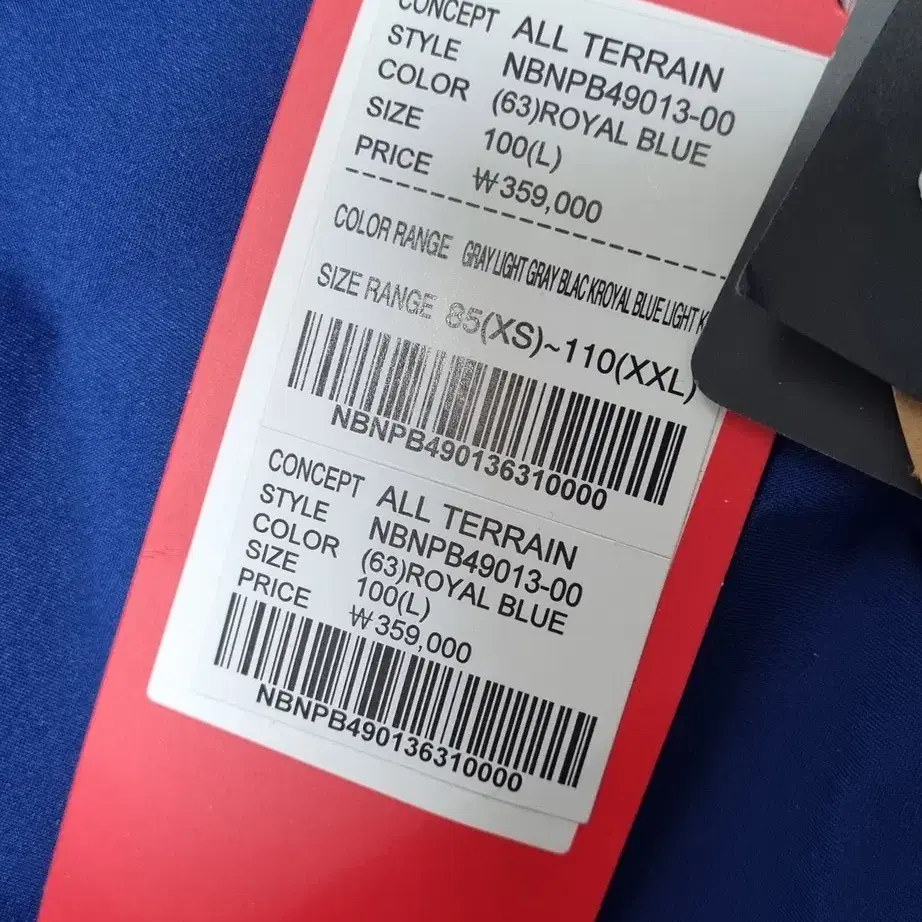 CONCEPT ALL TERRAIN
STYLE NBNPB49013-00
COLOR (63)ROYAL BLUE
SIZE 100(L)
PRICE ₩359,000
COLOR RANGE GRAY LIGHT GRAY BLAC KROYAL BLUE LIGHT K
SIZE RANGE 85(XS)~110(XXL)
NBNPB490136310000
CONCEPT ALL TERRAIN
STYLE NBNPB49013-00
COLOR (63)ROYAL BLUE
SIZE 100(L)
PRICE ₩359,000
NBNPB490136310000